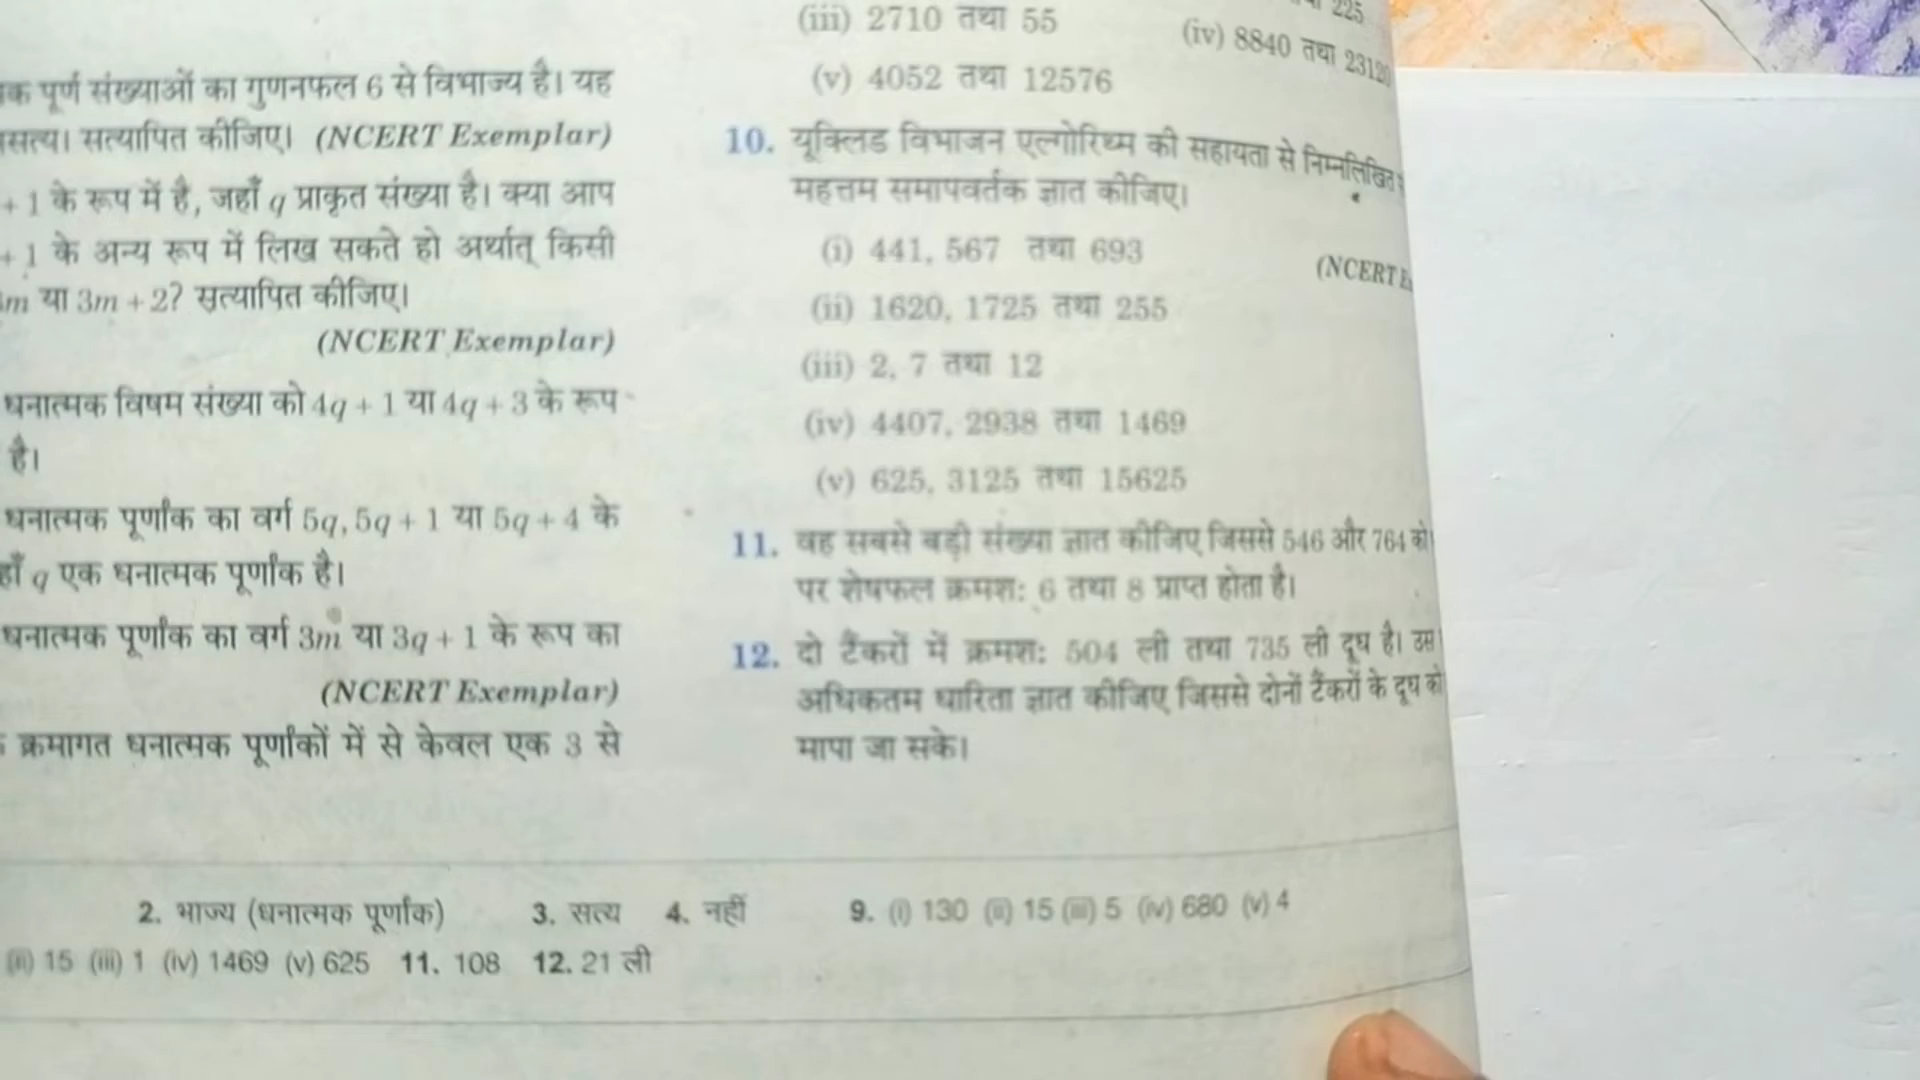 क पूर्ण संख्याओं का गुणनफल 6 से विभाज्य है। यह
सत्य। सत्यापित कीजिए। (NCERT Exemplar)
+ 1 के रूप में है, जहाँ q प्राकृत संख्या है। क्या आप
+ 1 के अन्य रूप में लिख सकते हो अर्थात् किसी
m या 3m + 2? सत्यापित कीजिए।
(NCERT Exemplar)
धनात्मक विषम संख्या को 4q + 1 या 4q + 3 के रूप
है।
धनात्मक पूर्णांक का वर्ग 5q, 5q + 1 या 5q + 4 के
q एक धनात्मक पूर्णांक है।
धनात्मक पूर्णांक का वर्ग 3m या 3q + 1 के रूप का
(NCERT Exemplar)
क्रमागत धनात्मक पूर्णांकों में से केवल एक 3 से
225
(iii) 2710 तथा 55
(iv) 8840 तथा 23120
(v) 4052 तथा 12576
10. यूक्लिड विभाजन एल्गोरिथ्म की सहायता से निम्नलिखित
महत्तम समापवर्तक ज्ञात कीजिए।
(i) 441, 567 तथा 693
(NCERT
(ii) 1620, 1725 तथा 255
(iii) 2, 7 तथा 12
(iv) 4407, 2938 तथा 1469
(v) 625, 3125 तथा 15625
11. वह सबसे बड़ी संख्या ज्ञात कीजिए जिससे 546 और 764 को
पर शेषफल क्रमशः 6 तथा 8 प्राप्त होता है।
12. दो टैंकरों में क्रमशः 504 ली तथा 735 ली दूध है। उस
अधिकतम धारिता ज्ञात कीजिए जिससे दोनों टैंकरों के दूध को
मापा जा सके।
2. भाज्य (धनात्मक पूर्णांक) 3. सत्य 4. नहीं 9. (i) 130 (ii) 15 (iii) 5 (iv) 680 (v) 4
(ii) 15 (iii) 1 (iv) 1469 (v) 625 11. 108 12. 21 ली